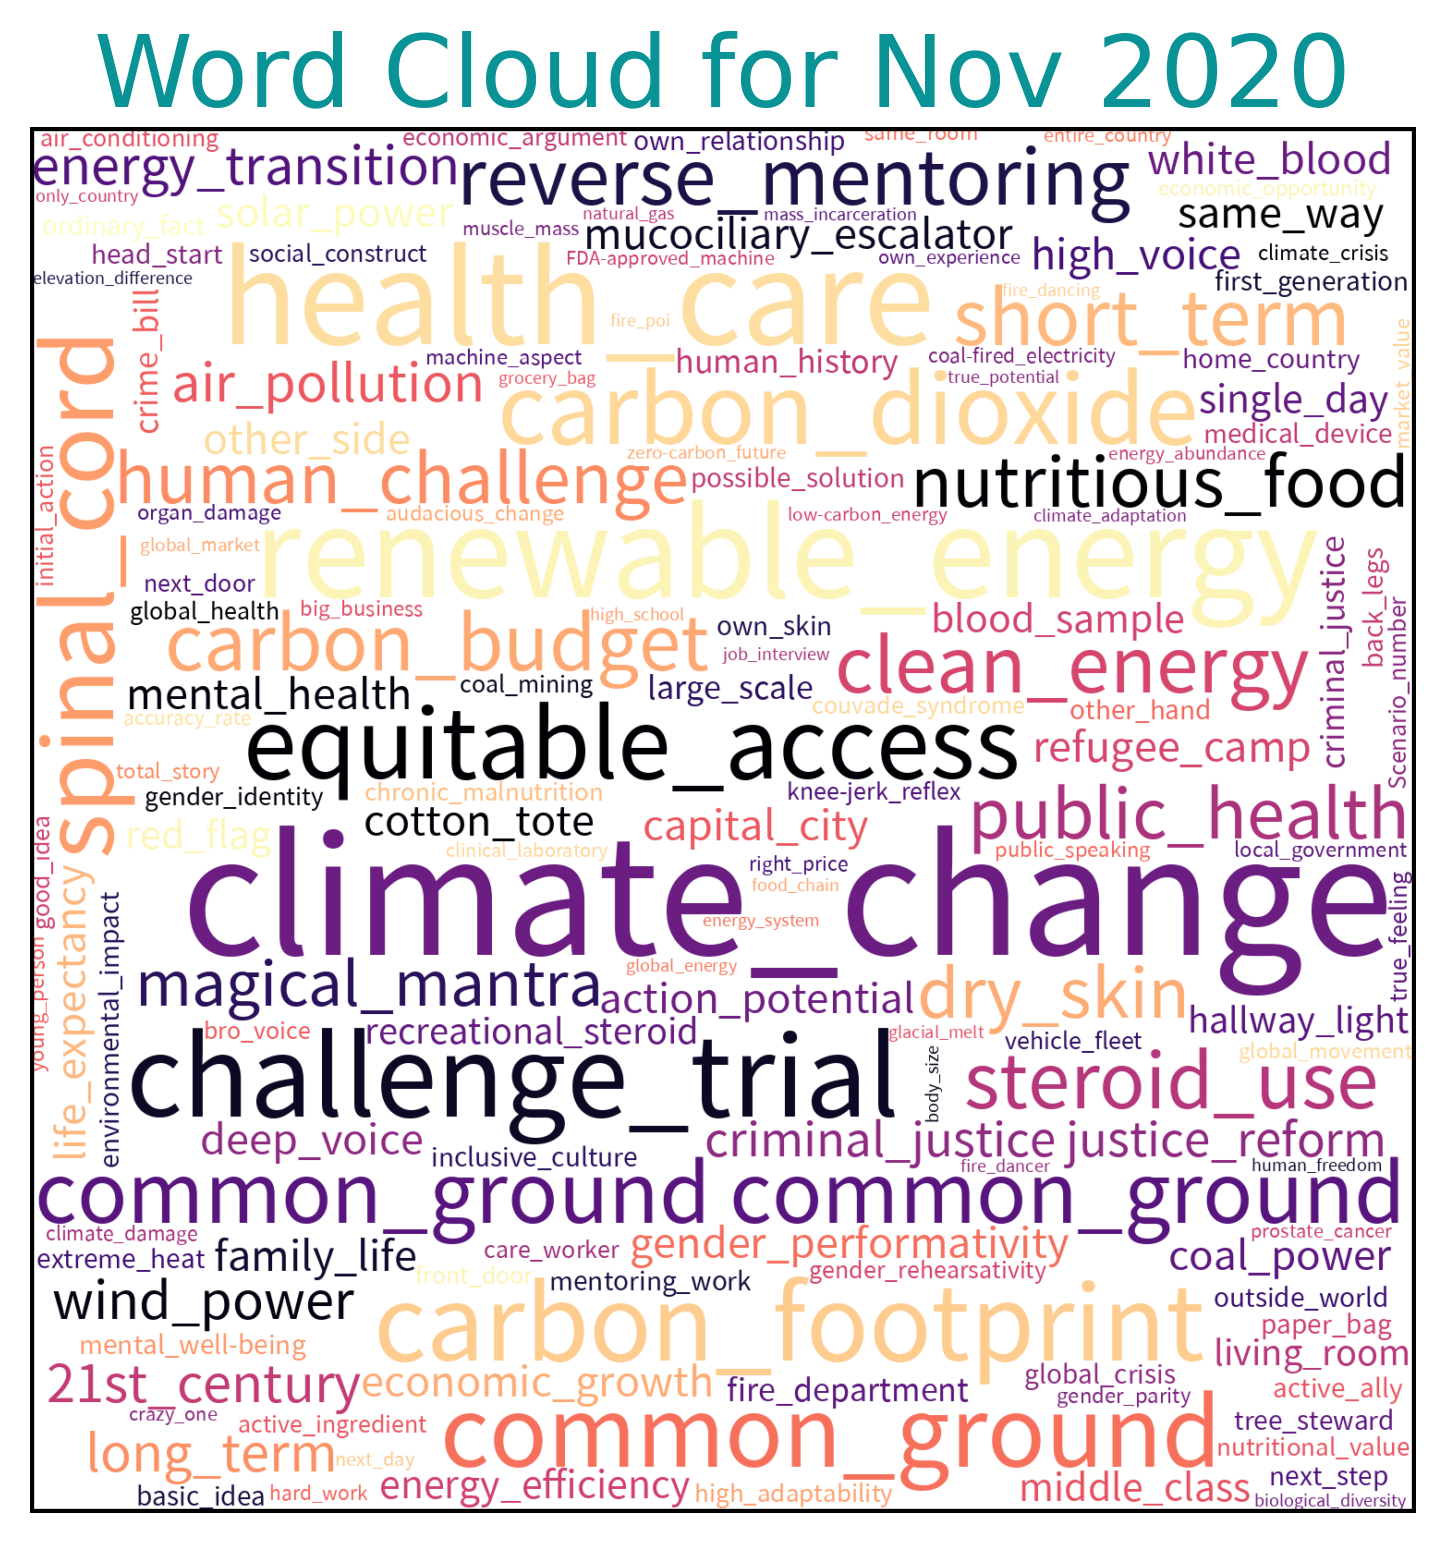 Word Cloud for Nov 2020
air_conditioning
economic_argument
own_relationship
same_room
entire_country
energy_transition
reverse_mentoring
white_blood
only_country
economic_opportunity
ordinary_fact
solar_power
natural_gas
mass_incarceration
same_way
muscle_mass
mucociliary_escalator
head_start
social_construct
FDA-approved_machine
own_experience
high_voice
climate_crisis
elevation_difference
health_care
first_generation
fire_dancing
short_term
crime_bill
fire_poi
market_value
machine_aspect
human_history
coal-fired_electricity
home_country
air_pollution
grocery_bag
true_potential
carbon_dioxide
single_day
spinal_cord
other_side
medical_device
zero-carbon_future
energy_abundance
human_challenge
possible_solution
nutritious_food
initial_action
organ_damage
audacious_change
low-carbon_energy
climate_adaptation
global_market
renewable_energy
criminal_justice
back_legs
next_door
global_health
big_business
high_school
own_skin
blood_sample
Scenario_number
carbon_budget
job_interview
clean_energy
mental_health
coal_mining
large_scale
accuracy_rate
couvade_syndrome
other_hand
equitable_access
refugee_camp
total_story
gender_identity
chronic_malnutrition
knee-jerk_reflex
public_health
good_idea
red_flag
cotton_tote
capital_city
clinical_laboratory
right_price
public_speaking
local_government
climate_change
food_chain
life_expectancy
energy_system
true_feeling
environmental_impact
young_person
global_energy
magical_mantra
action_potential
dry_skin
bro_voice
recreational_steroid
glacial_melt
vehicle_fleet
hallway_light
global_movement
challenge_trial
body_size
steroid_use
deep_voice
inclusive_culture
criminal_justice
justice_reform
fire_dancer
human_freedom
common_ground
common_ground
climate_damage
prostate_cancer
extreme_heat
family_life
care_worker
gender_performativity
coal_power
front_door
mentoring_work
gender_rehearsativity
wind_power
carbon_footprint
outside_world
mental_well-being
paper_bag
living_room
21st_century
economic_growth
fire_department
global_crisis
gender_parity
active_ally
crazy_one
active_ingredient
common_ground
tree_steward
long_term
next_day
nutritional_value
energy_efficiency
middle_class
next_step
basic_idea
hard_work
high_adaptability
biological_diversity